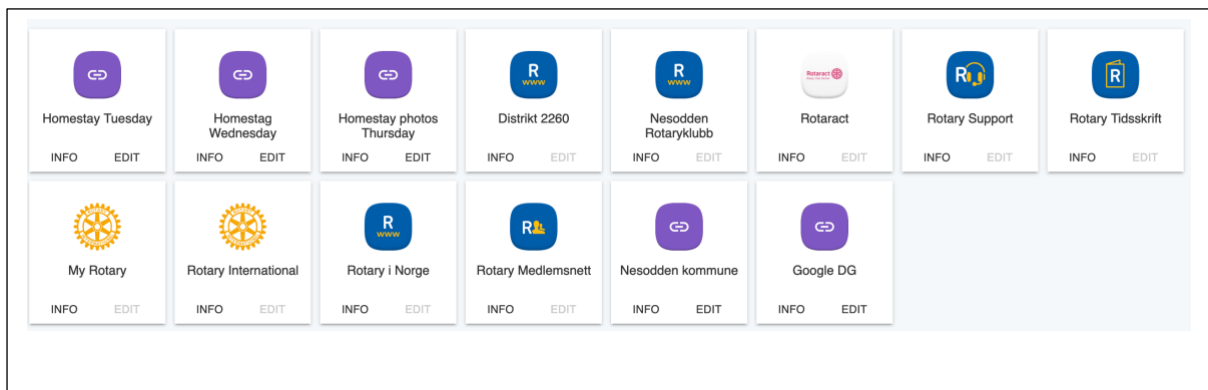 Homestay Tuesday
INFO EDIT
Homestag
Wednesday
INFO EDIT
Homestay photos
Thursday
INFO EDIT
R
www
Distrikt 2260
INFO EDIT
R
www
Nesodden
Rotaryklubb
INFO EDIT
Rotaract
Rotaract
INFO EDIT
R
Rotary Support
INFO EDIT
R
Rotary Tidsskrift
INFO EDIT
My Rotary
INFO EDIT
Rotary International
INFO EDIT
R
www
Rotary i Norge
INFO EDIT
R
Rotary Medlemsnett
INFO EDIT
Nesodden kommune
INFO EDIT
Google DG
INFO EDIT